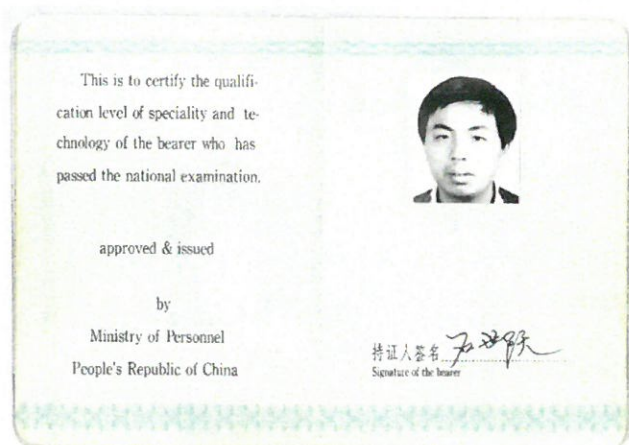 This is to certify the qualifi-
cation level of speciality and te-
chnology of the bearer who has
passed the national examination.
approved & issued
by
Ministry of Personnel
People's Republic of China
持证人签名
Signature of the bearer